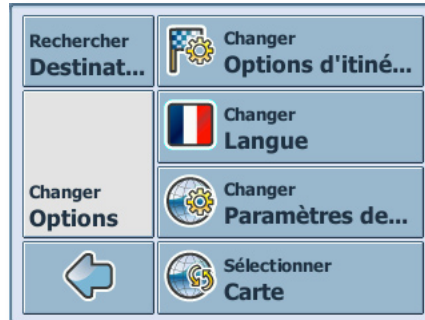 Rechercher
Destinat...
Changer
Options d'itiné...
Changer
Langue
Changer
Options
Changer
Paramètres de...
Sélectionner
Carte